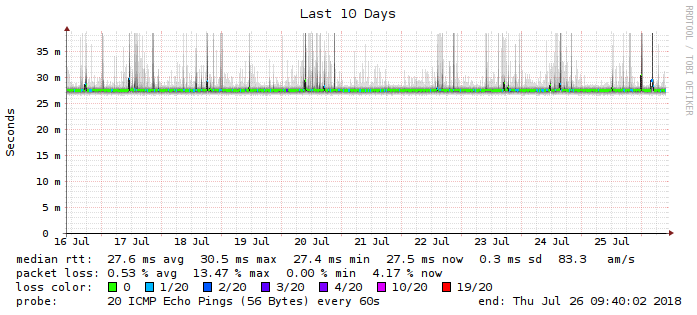 Last 10 Days
RRDTOOL / TOBI OETIKER
Seconds
35 m
30 m
25 m
20 m
15 m
10 m
5 m
0
16 Jul 17 Jul 18 Jul 19 Jul 20 Jul 21 Jul 22 Jul 23 Jul 24 Jul 25 Jul
median rtt: 27.6 ms avg 30.5 ms max 27.4 ms min 27.5 ms now 0.3 ms sd 83.3 am/s
packet loss: 0.53 % avg 13.47 % max 0.00 % min 4.17 % now
loss color: 0 1/20 2/20 3/20 4/20 10/20 19/20
probe: 20 ICMP Echo Pings (56 Bytes) every 60s end: Thu Jul 26 09:40:02 2018